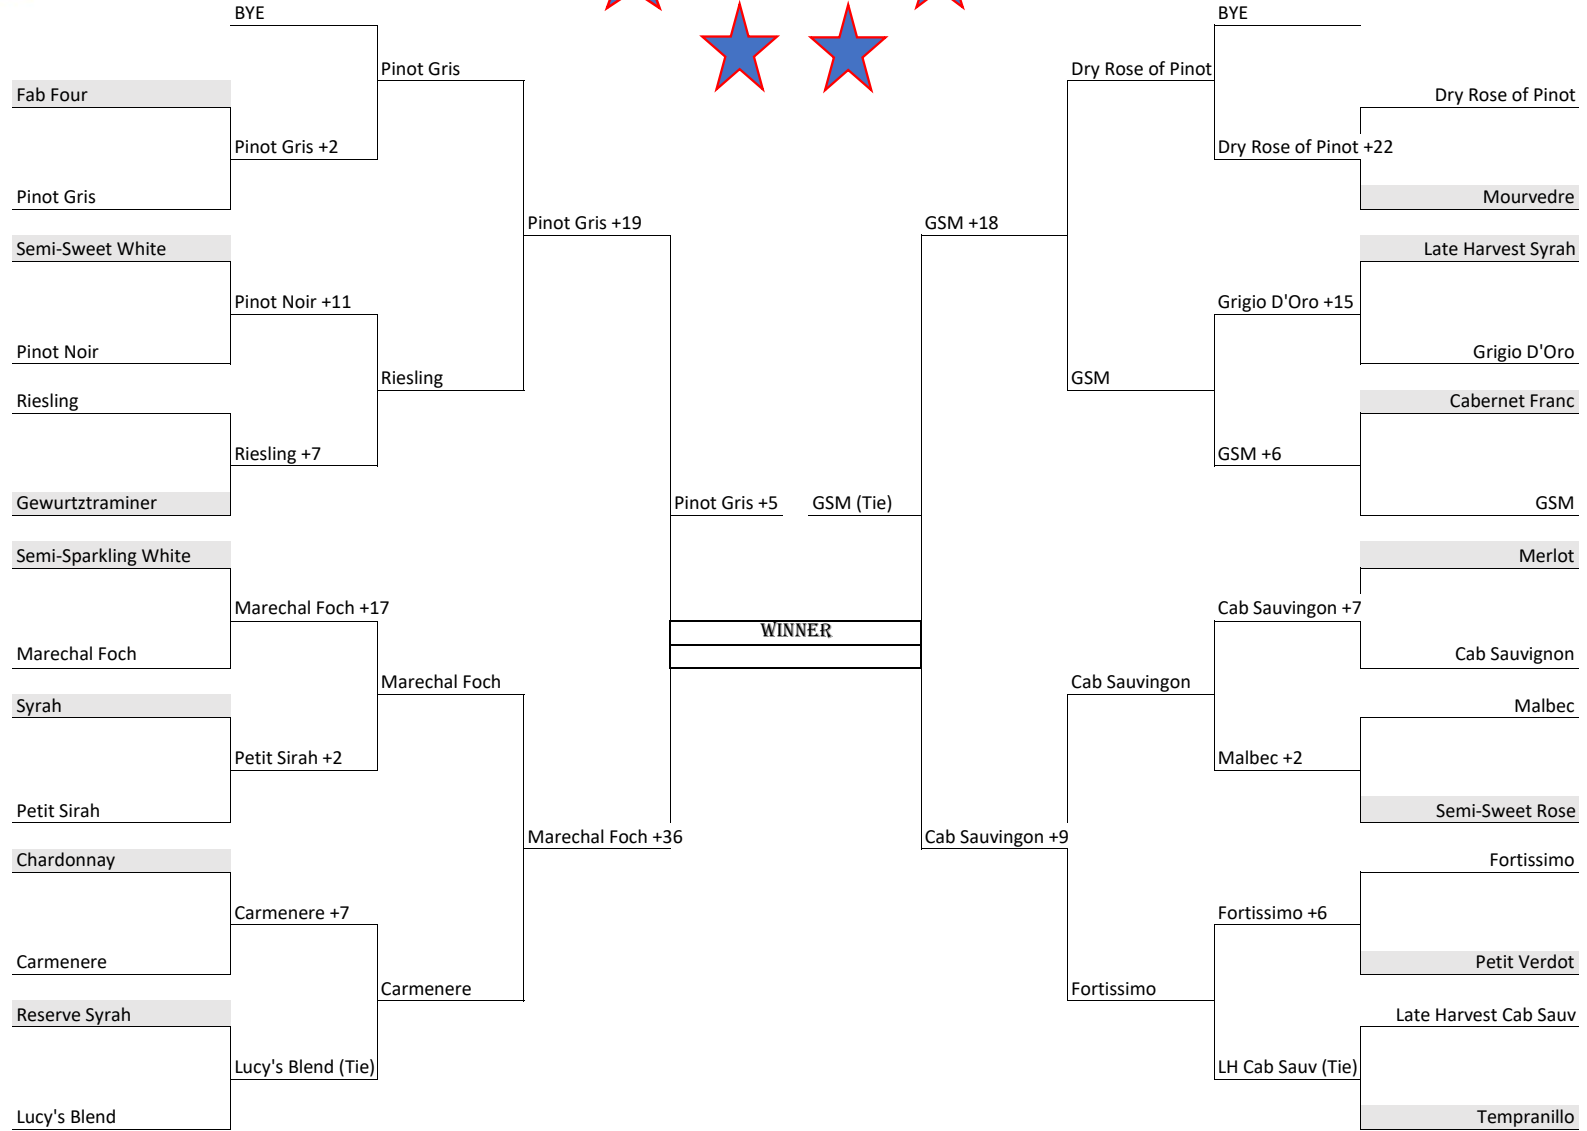 BYE
BYE
Pinot Gris
Dry Rose of Pinot
Fab Four
Dry Rose of Pinot
Pinot Gris +2
Dry Rose of Pinot +22
Pinot Gris
Mourvedre
Pinot Gris +19
GSM +18
Semi-Sweet White
Late Harvest Syrah
Pinot Noir +11
Grigio D'Oro +15
Pinot Noir
Grigio D'Oro
Riesling
GSM
Riesling
Cabernet Franc
Riesling +7
GSM +6
Gewurtztraminer
Pinot Gris +5
GSM (Tie)
GSM
Semi-Sparkling White
Merlot
Marechal Foch +17
Cab Sauvingon +7
WINNER
Marechal Foch
Cab Sauvignon
Marechal Foch
Cab Sauvingon
Syrah
Malbec
Petit Sirah +2
Malbec +2
Petit Sirah
Semi-Sweet Rose
Marechal Foch +36
Cab Sauvingon +9
Chardonnay
Fortissimo
Carmenere +7
Fortissimo +6
Carmenere
Petit Verdot
Carmenere
Fortissimo
Reserve Syrah
Late Harvest Cab Sauv
Lucy's Blend (Tie)
LH Cab Sauv (Tie)
Lucy's Blend
Tempranillo